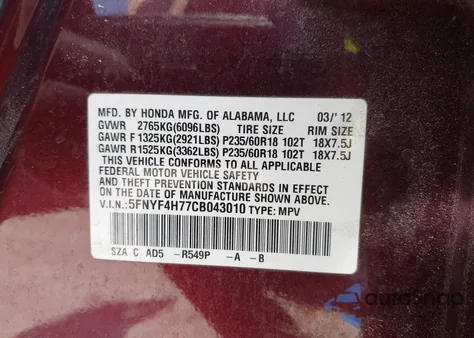 MFD. BY HONDA MFG. OF ALABAMA, LLC 03/'12
GVWR 2765KG(6096LBS) TIRE SIZE RIM SIZE
GAWR F 1325KG(2921LBS) P235/60R18 102T 18X7.5J
GAWR R1525KG(3362LBS) P235/60R18 102T 18X7.5J
THIS VEHICLE CONFORMS TO ALL APPLICABLE
FEDERAL MOTOR VEHICLE SAFETY
AND THEFT PREVENTION STANDARDS IN EFFECT
ON THE DATE OF MANUFACTURE SHOWN ABOVE.
V.I.N.: 5FNYF4H77CB043010 TYPE: MPV
SZA C AD5 -R549P -A -B
autoSnap